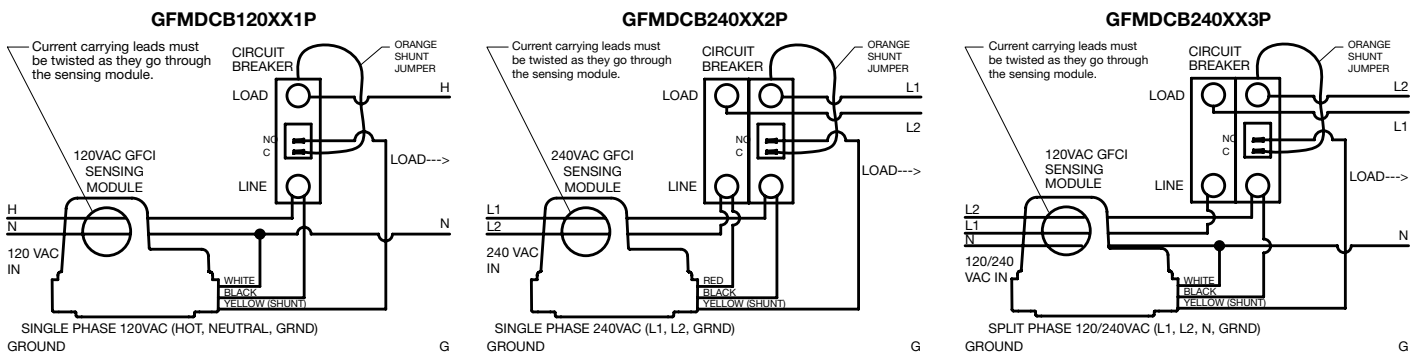 GFMDCB120XX1P
Current carrying leads must
be twisted as they go through
the sensing module.
CIRCUIT
BREAKER
ORANGE
SHUNT
JUMPER
LOAD
H
NO
C
120VAC GFCI
SENSING
MODULE
LOAD--->
LINE
H
N
N
120 VAC
IN
WHITE
BLACK
YELLOW (SHUNT)
SINGLE PHASE 120VAC (HOT, NEUTRAL, GRND)
GROUND
G
GFMDCB240XX2P
Current carrying leads must
be twisted as they go through
the sensing module.
CIRCUIT
BREAKER
ORANGE
SHUNT
JUMPER
LOAD
L1
L2
NO
C
240VAC GFCI
SENSING
MODULE
LOAD--->
LINE
L1
L2
240 VAC
IN
RED
BLACK
YELLOW (SHUNT)
SINGLE PHASE 240VAC (L1, L2, GRND)
GROUND
G
GFMDCB240XX3P
Current carrying leads must
be twisted as they go through
the sensing module.
CIRCUIT
BREAKER
ORANGE
SHUNT
JUMPER
LOAD
L2
L1
NO
C
120VAC GFCI
SENSING
MODULE
LOAD--->
LINE
L2
L1
N
N
120/240
VAC IN
WHITE
BLACK
YELLOW (SHUNT)
SPLIT PHASE 120/240VAC (L1, L2, N, GRND)
GROUND
G